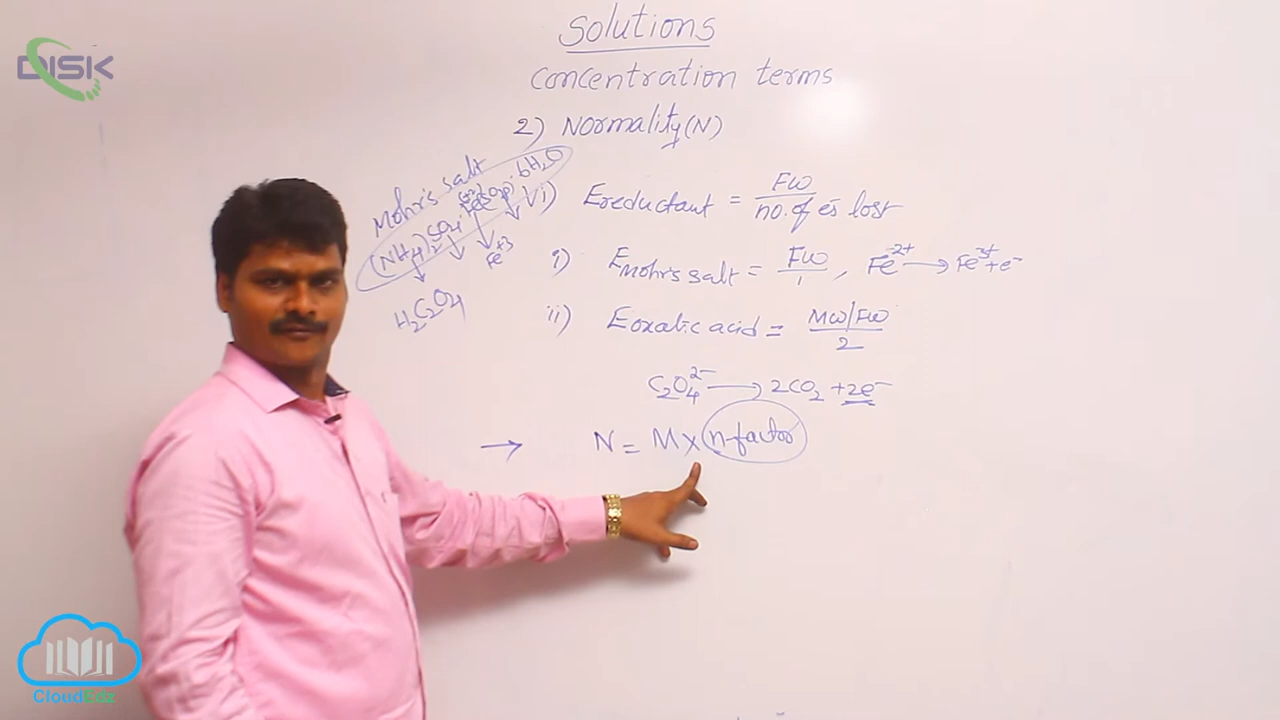 DISK
Solutions
concentration terms
2) Normality(N)
Mohr's salt
(NH4)2SO4 FeSO4 · 6H2O
Fe+3
H2C2O4
vi) Ereductant = FW / no. of es lost
i) EMohr's salt = FW / 1 , Fe2+ → Fe3+ + e-
ii) Eoxalic acid = MW/FW / 2
C2O4 2- → 2CO2 + 2e-
→ N = M x n-factor
CloudEdz